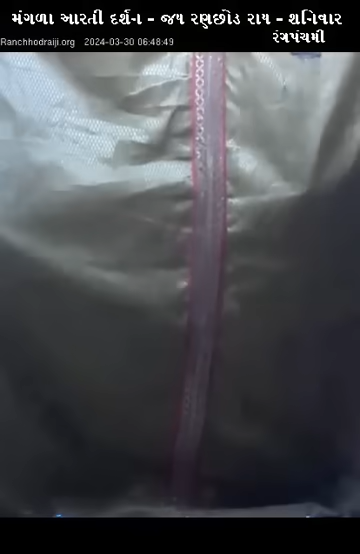 મંગળા આરતી દર્શન - જય રણછોડ રાય - શનિવાર
રંગપંચમી
Ranchhodraiji.org 2024-03-30 06:48:49